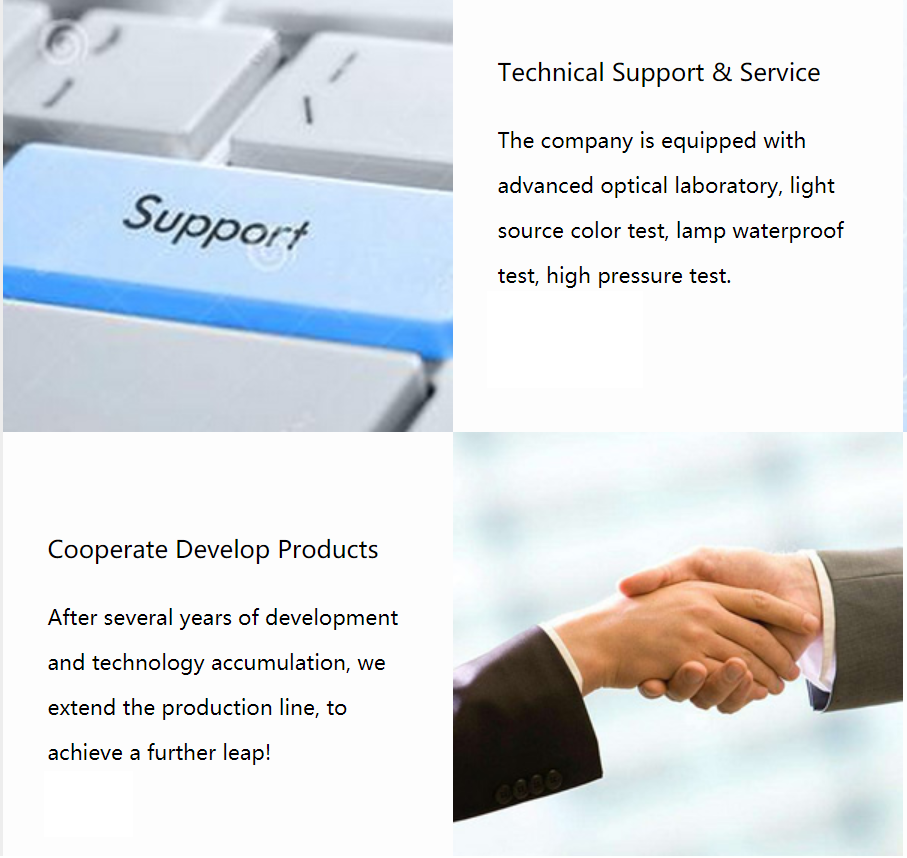 Support
Technical Support & Service
The company is equipped with
advanced optical laboratory, light
source color test, lamp waterproof
test, high pressure test.
Cooperate Develop Products
After several years of development
and technology accumulation, we
extend the production line, to
achieve a further leap!